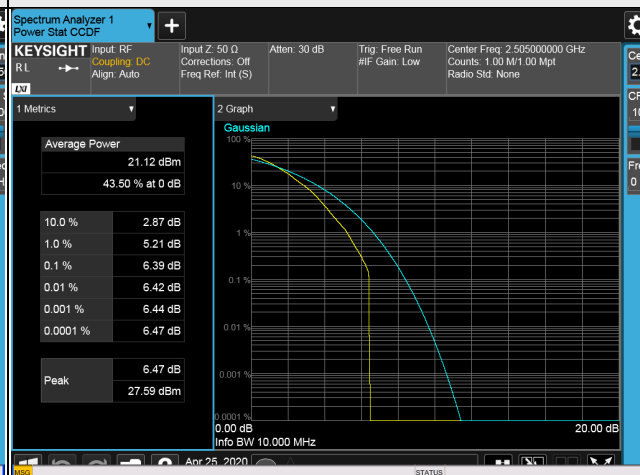 Spectrum Analyzer 1
Power Stat CCDF
+
KEYSIGHT
R L
LXI
Input: RF
Coupling: DC
Align: Auto
Input Z: 50 Ω
Corrections: Off
Freq Ref: Int (S)
Atten: 30 dB
Trig: Free Run
#IF Gain: Low
Center Freq: 2.505000000 GHz
Counts: 1.00 M/1.00 Mpt
Radio Std: None
1 Metrics
Average Power
21.12 dBm
43.50 % at 0 dB
10.0 % 2.87 dB
1.0 % 5.21 dB
0.1 % 6.39 dB
0.01 % 6.42 dB
0.001 % 6.44 dB
0.0001 % 6.47 dB
Peak
6.47 dB
27.59 dBm
2 Graph
Gaussian
100 %
10 %
1 %
0.1 %
0.01 %
0.001 %
0.0001 %
0.00 dB 20.00 dB
Info BW 10.000 MHz
Apr 25, 2020
MSG STATUS